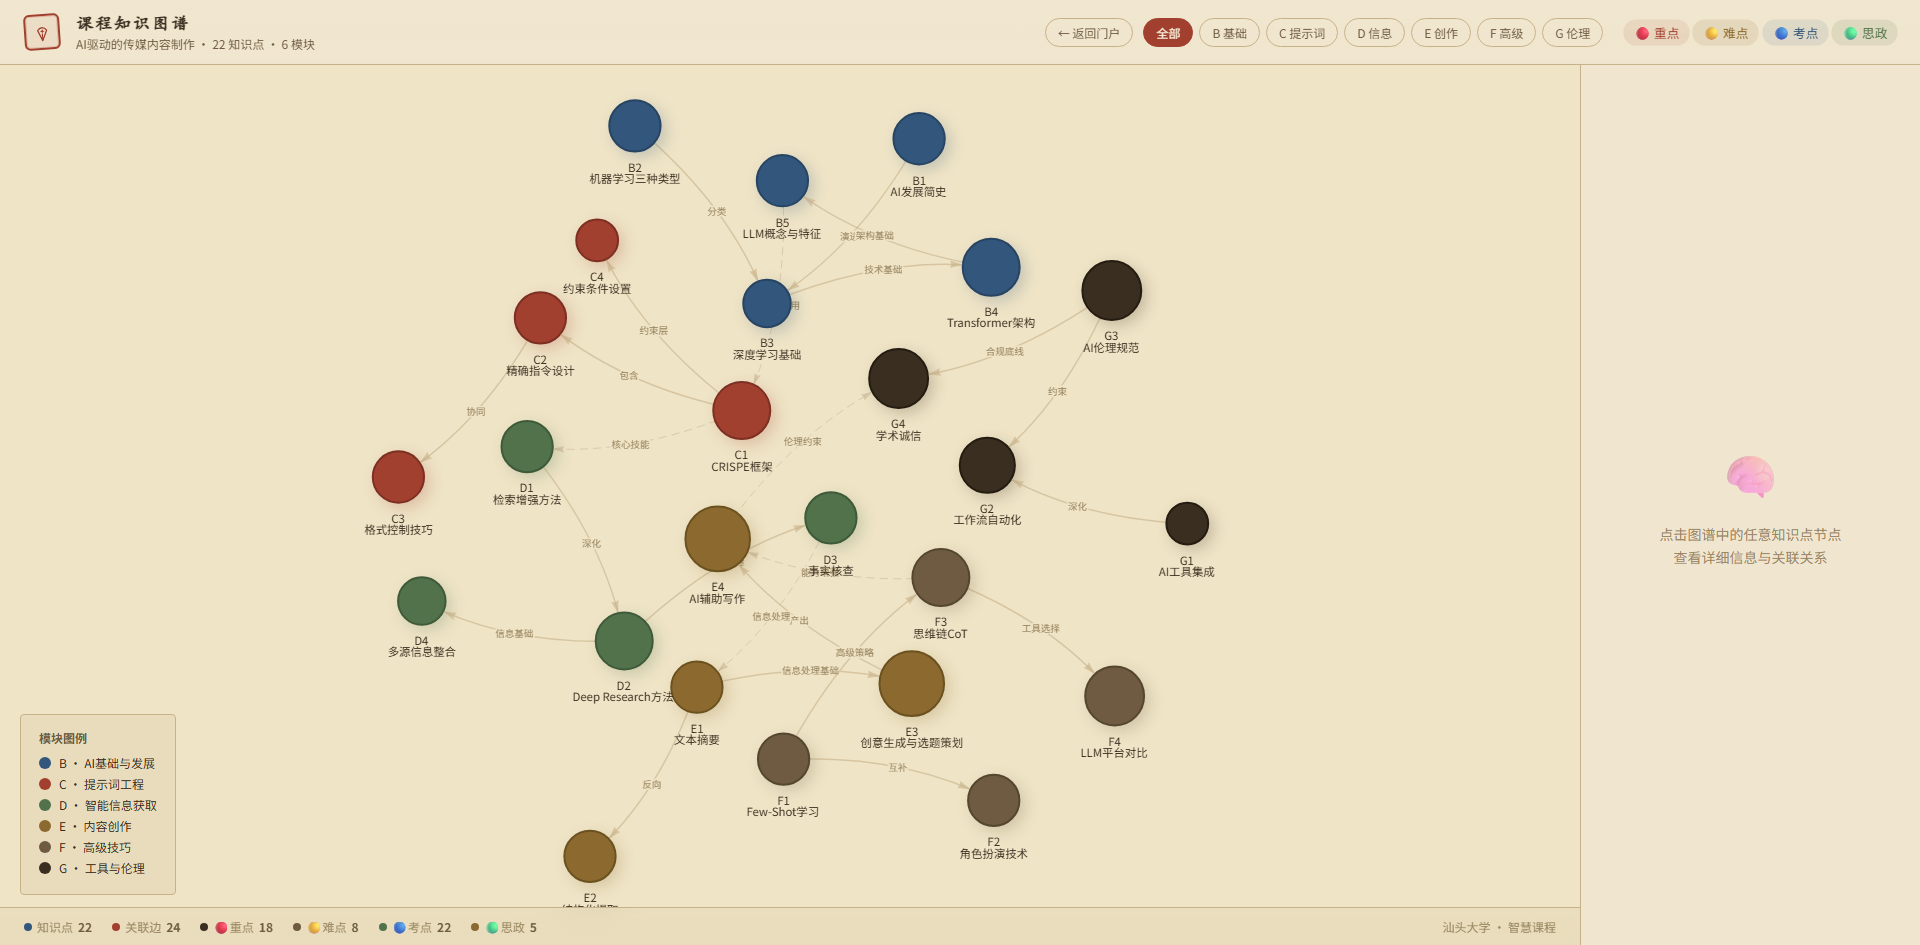 课程知识图谱
AI驱动的传媒内容制作 · 22 知识点 · 6 模块
← 返回门户
全部
B 基础
C 提示词
D 信息
E 创作
F 高级
G 伦理
重点
难点
考点
思政
B2
机器学习三种类型
B1
AI发展简史
B5
LLM概念与特征
分类
架构基础
技术基础
C4
约束条件设置
B4
Transformer架构
用
B3
深度学习基础
约束层
G3
AI伦理规范
合规底线
C2
精确指令设计
包含
约束
协同
G4
学术诚信
核心技能
伦理约束
C1
CRISPE框架
D1
检索增强方法
C3
格式控制技巧
G2
工作流自动化
深化
深化
D3
事实核查
G1
AI工具集成
E4
AI辅助写作
信息处理
产出
F3
思维链CoT
工具选择
D4
多源信息整合
信息基础
高级策略
信息处理基础
D2
Deep Research方法
E1
文本摘要
E3
创意生成与选题策划
F4
LLM平台对比
反向
互补
F1
Few-Shot学习
F2
角色扮演技术
E2
模块图例
B · AI基础与发展
C · 提示词工程
D · 智能信息获取
E · 内容创作
F · 高级技巧
G · 工具与伦理
点击图谱中的任意知识点节点
查看详细信息与关联关系
知识点 22
关联边 24
重点 18
难点 8
考点 22
思政 5
汕头大学 · 智慧课程